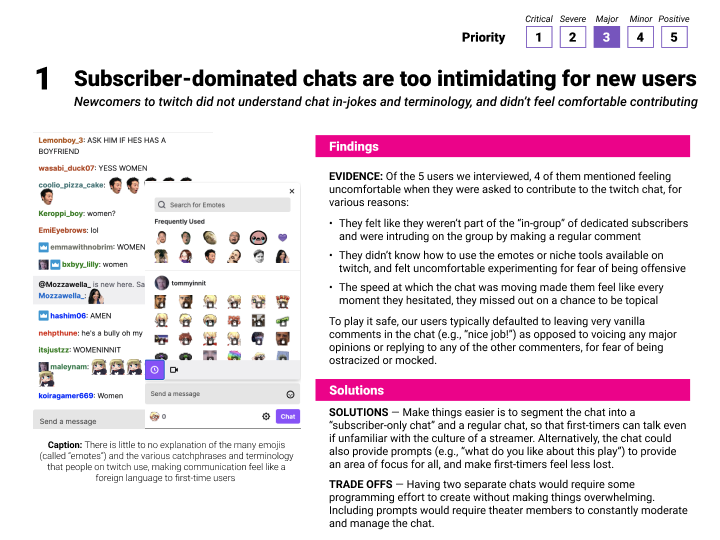 Critical Severe Major Minor Positive
Priority 1 2 3 4 5
1 Subscriber-dominated chats are too intimidating for new users
Newcomers to twitch did not understand chat in-jokes and terminology, and didn't feel comfortable contributing
Lemonboy_3: ASK HIM IF HES HAS A
BOYFRIEND
wasabi_duck07: YESS WOMEN
coolio_pizza_cake:
Keroppi_boy: women?
EmiEyebrows: lol
emmawithnobrim: WOMEN
bxbyy_lilly: women
@Mozzawella_ is new here. Sa
Mozzawella_:
hashim06: AMEN
nehpthune: he's a bully oh my
itsjustzz: WOMENINNIT
maleynam:
koiragamer669: Women
Send a message
×
Search for Emotes
Frequently Used
tommyinnit
Send a message
0
Chat
Caption: There is little to no explanation of the many emojis
(called "emotes") and the various catchphrases and terminology
that people on twitch use, making communication feel like a
foreign language to first-time users
Findings
EVIDENCE: Of the 5 users we interviewed, 4 of them mentioned feeling
uncomfortable when they were asked to contribute to the twitch chat, for
various reasons:
• They felt like they weren't part of the "in-group" of dedicated subscribers
and were intruding on the group by making a regular comment
• They didn't know how to use the emotes or niche tools available on
twitch, and felt uncomfortable experimenting for fear of being offensive
• The speed at which the chat was moving made them feel like every
moment they hesitated, they missed out on a chance to be topical
To play it safe, our users typically defaulted to leaving very vanilla
comments in the chat (e.g., "nice job!") as opposed to voicing any major
opinions or replying to any of the other commenters, for fear of being
ostracized or mocked.
Solutions
SOLUTIONS — Make things easier is to segment the chat into a
"subscriber-only chat" and a regular chat, so that first-timers can talk even
if unfamiliar with the culture of a streamer. Alternatively, the chat could
also provide prompts (e.g., "what do you like about this play") to provide
an area of focus for all, and make first-timers feel less lost.
TRADE OFFS — Having two separate chats would require some
programming effort to create without making things overwhelming.
Including prompts would require theater members to constantly moderate
and manage the chat.